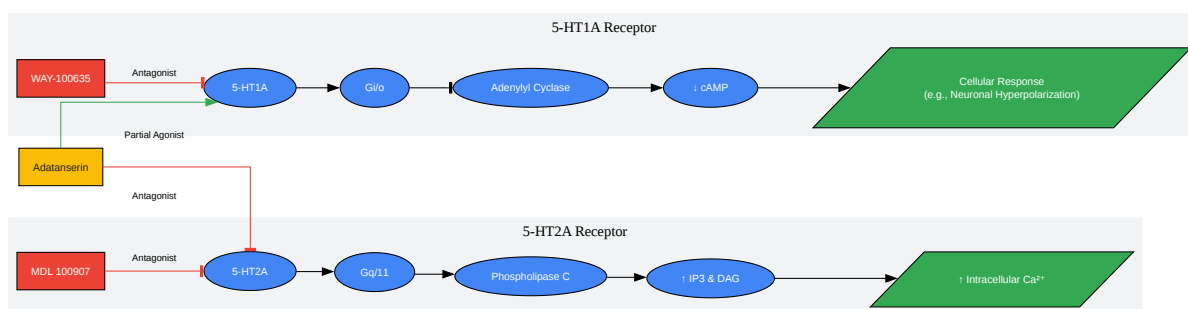 5-HT1A Receptor
WAY-100635
Antagonist
5-HT1A
Gi/o
Adenylyl Cyclase
↓ cAMP
Cellular Response
(e.g., Neuronal Hyperpolarization)
Partial Agonist
Adatanserin
Antagonist
5-HT2A Receptor
MDL 100907
Antagonist
5-HT2A
Gq/11
Phospholipase C
↑ IP3 & DAG
↑ Intracellular Ca²⁺